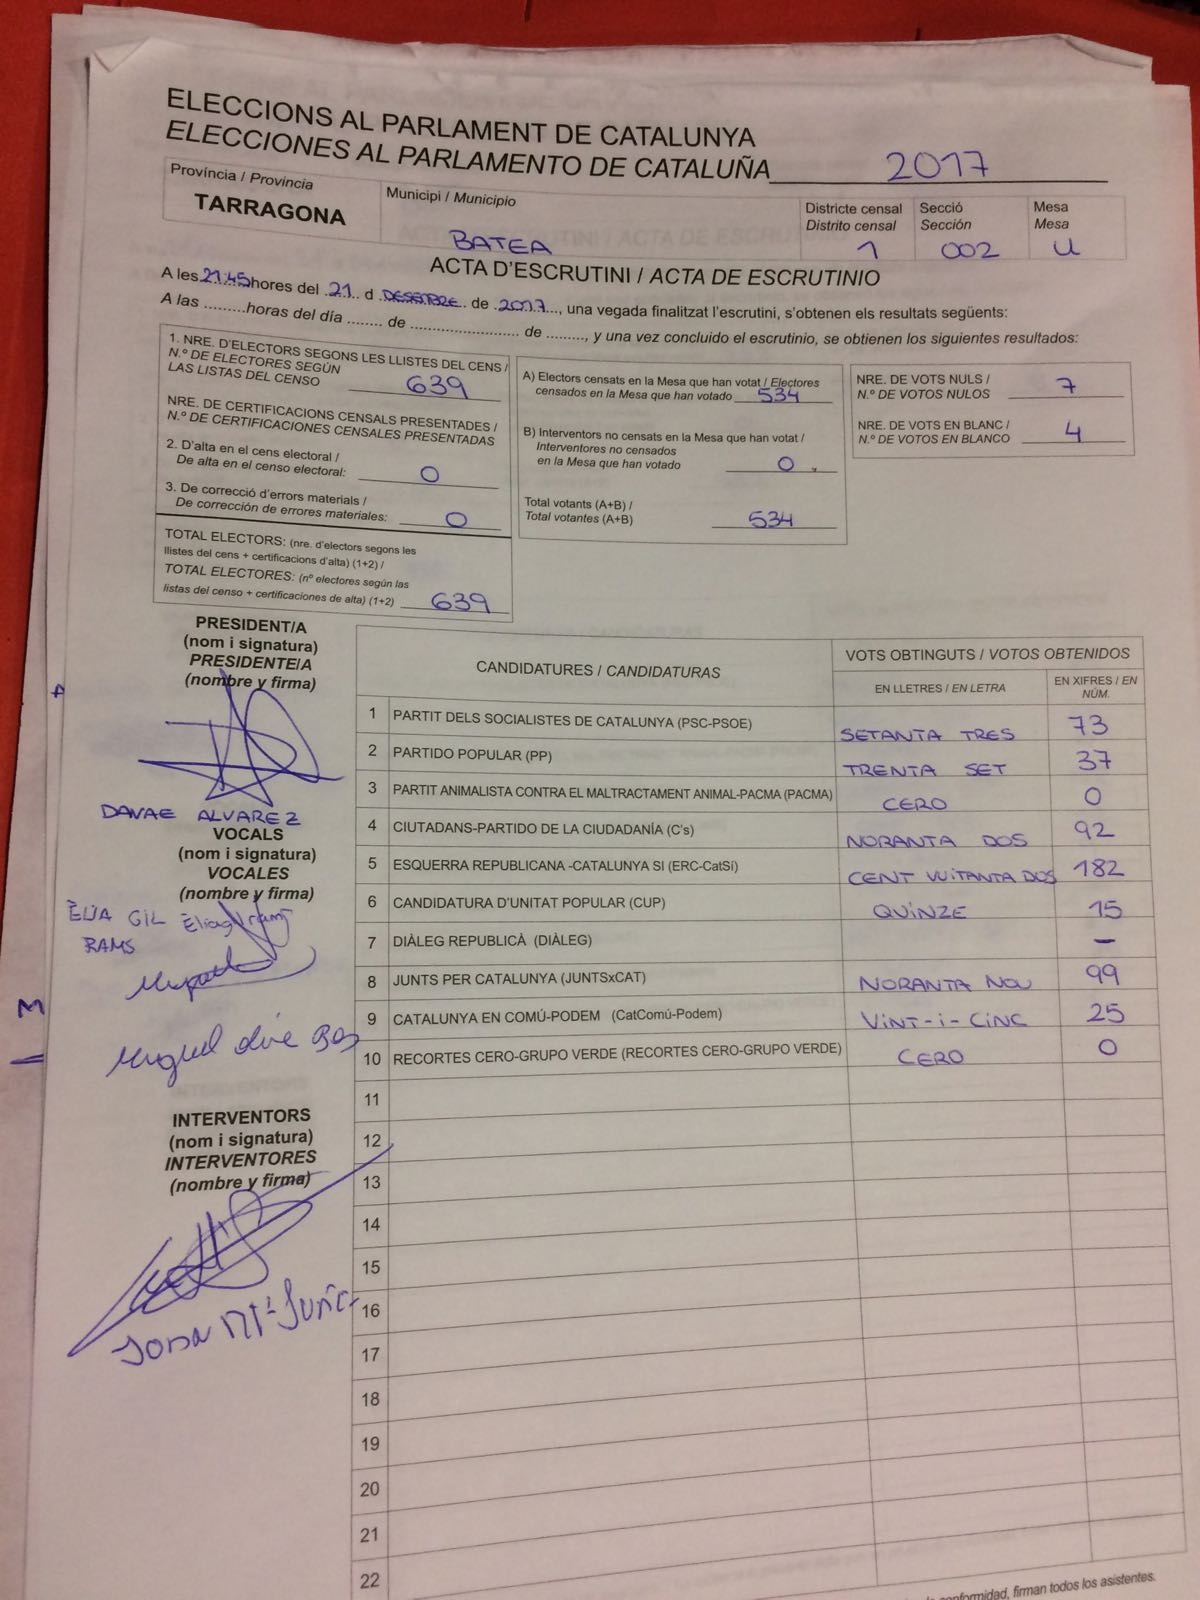 ELECCIONS AL PARLAMENT DE CATALUNYA
ELECCIONES AL PARLAMENTO DE CATALUÑA 2017
Província / Provincia
TARRAGONA
Municipi / Municipio
BATEA
Districte censal
Distrito censal
1
Secció
Sección
002
Mesa
Mesa
U
ACTA D'ESCRUTINI / ACTA DE ESCRUTINIO
A les 21:45 hores del 21 d DESEMBRE de 2017, una vegada finalitzat l'escrutini, s'obtenen els resultats següents:
A las .........horas del día ........ de ........................ de ........., y una vez concluido el escrutinio, se obtienen los siguientes resultados:
1. NRE. D'ELECTORS SEGONS LES LLISTES DEL CENS /
N.º DE ELECTORES SEGÚN
LAS LISTAS DEL CENSO 639
NRE. DE CERTIFICACIONS CENSALS PRESENTADES /
N.º DE CERTIFICACIONES CENSALES PRESENTADAS
2. D'alta en el cens electoral /
De alta en el censo electoral: 0
3. De correcció d'errors materials /
De corrección de errores materiales: 0
TOTAL ELECTORS: (nre. d'electors segons les
llistes del cens + certificacions d'alta) (1+2) /
TOTAL ELECTORES: (nº electores según las
listas del censo + certificaciones de alta) (1+2) 639
A) Electors censats en la Mesa que han votat / Electores
censados en la Mesa que han votado 534
B) Interventors no censats en la Mesa que han votat /
Interventores no censados
en la Mesa que han votado 0
Total votants (A+B) /
Total votantes (A+B) 534
NRE. DE VOTS NULS /
N.º DE VOTOS NULOS 7
NRE. DE VOTS EN BLANC /
N.º DE VOTOS EN BLANCO 4
PRESIDENT/A
(nom i signatura)
PRESIDENTE/A
(nombre y firma)
DANAE ALVAREZ
VOCALS
(nom i signatura)
VOCALES
(nombre y firma)
ÈLIA GIL
RAMS
Miguel
INTERVENTORS
(nom i signatura)
INTERVENTORES
(nombre y firma)
CANDIDATURES / CANDIDATURAS
VOTS OBTINGUTS / VOTOS OBTENIDOS
EN LLETRES / EN LETRA
EN XIFRES / EN NÚM.
1 PARTIT DELS SOCIALISTES DE CATALUNYA (PSC-PSOE) SETANTA TRES 73
2 PARTIDO POPULAR (PP) TRENTA SET 37
3 PARTIT ANIMALISTA CONTRA EL MALTRACTAMENT ANIMAL-PACMA (PACMA) CERO 0
4 CIUTADANS-PARTIDO DE LA CIUDADANÍA (C's) NORANTA DOS 92
5 ESQUERRA REPUBLICANA -CATALUNYA SI (ERC-CatSí) CENT VUITANTA DOS 182
6 CANDIDATURA D'UNITAT POPULAR (CUP) QUINZE 15
7 DIÀLEG REPUBLICÀ (DIÀLEG) –
8 JUNTS PER CATALUNYA (JUNTSxCAT) NORANTA NOU 99
9 CATALUNYA EN COMÚ-PODEM (CatComú-Podem) VINT-I-CINC 25
10 RECORTES CERO-GRUPO VERDE (RECORTES CERO-GRUPO VERDE) CERO 0
11
12
13
14
15
16
17
18
19
20
21
22
conformidad, firman todos los asistentes.